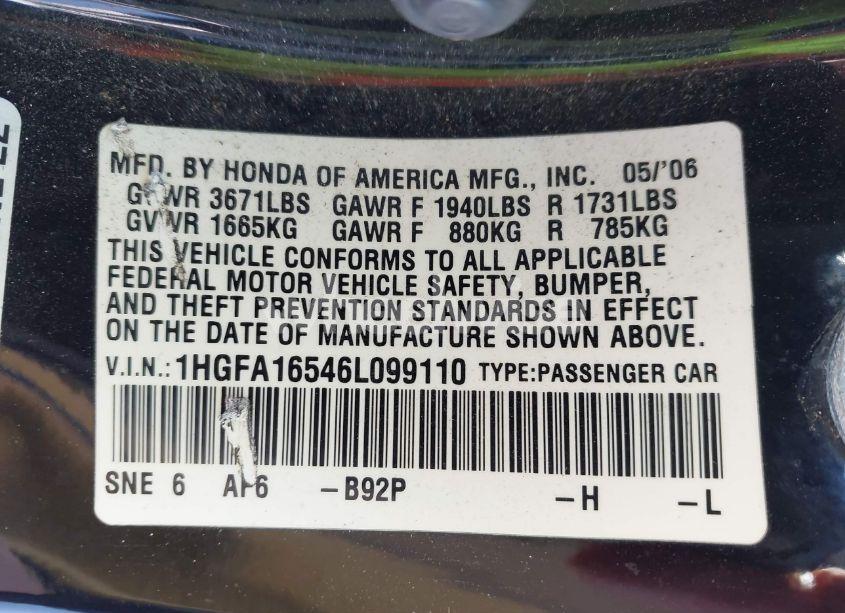 MFD. BY HONDA OF AMERICA MFG., INC. 05/'06
GVWR 3671LBS GAWR F 1940LBS R 1731LBS
GVWR 1665KG GAWR F 880KG R 785KG
THIS VEHICLE CONFORMS TO ALL APPLICABLE
FEDERAL MOTOR VEHICLE SAFETY, BUMPER,
AND THEFT PREVENTION STANDARDS IN EFFECT
ON THE DATE OF MANUFACTURE SHOWN ABOVE.
V.I.N.: 1HGFA16546L099110 TYPE:PASSENGER CAR
SNE 6 AF6 -B92P -H -L